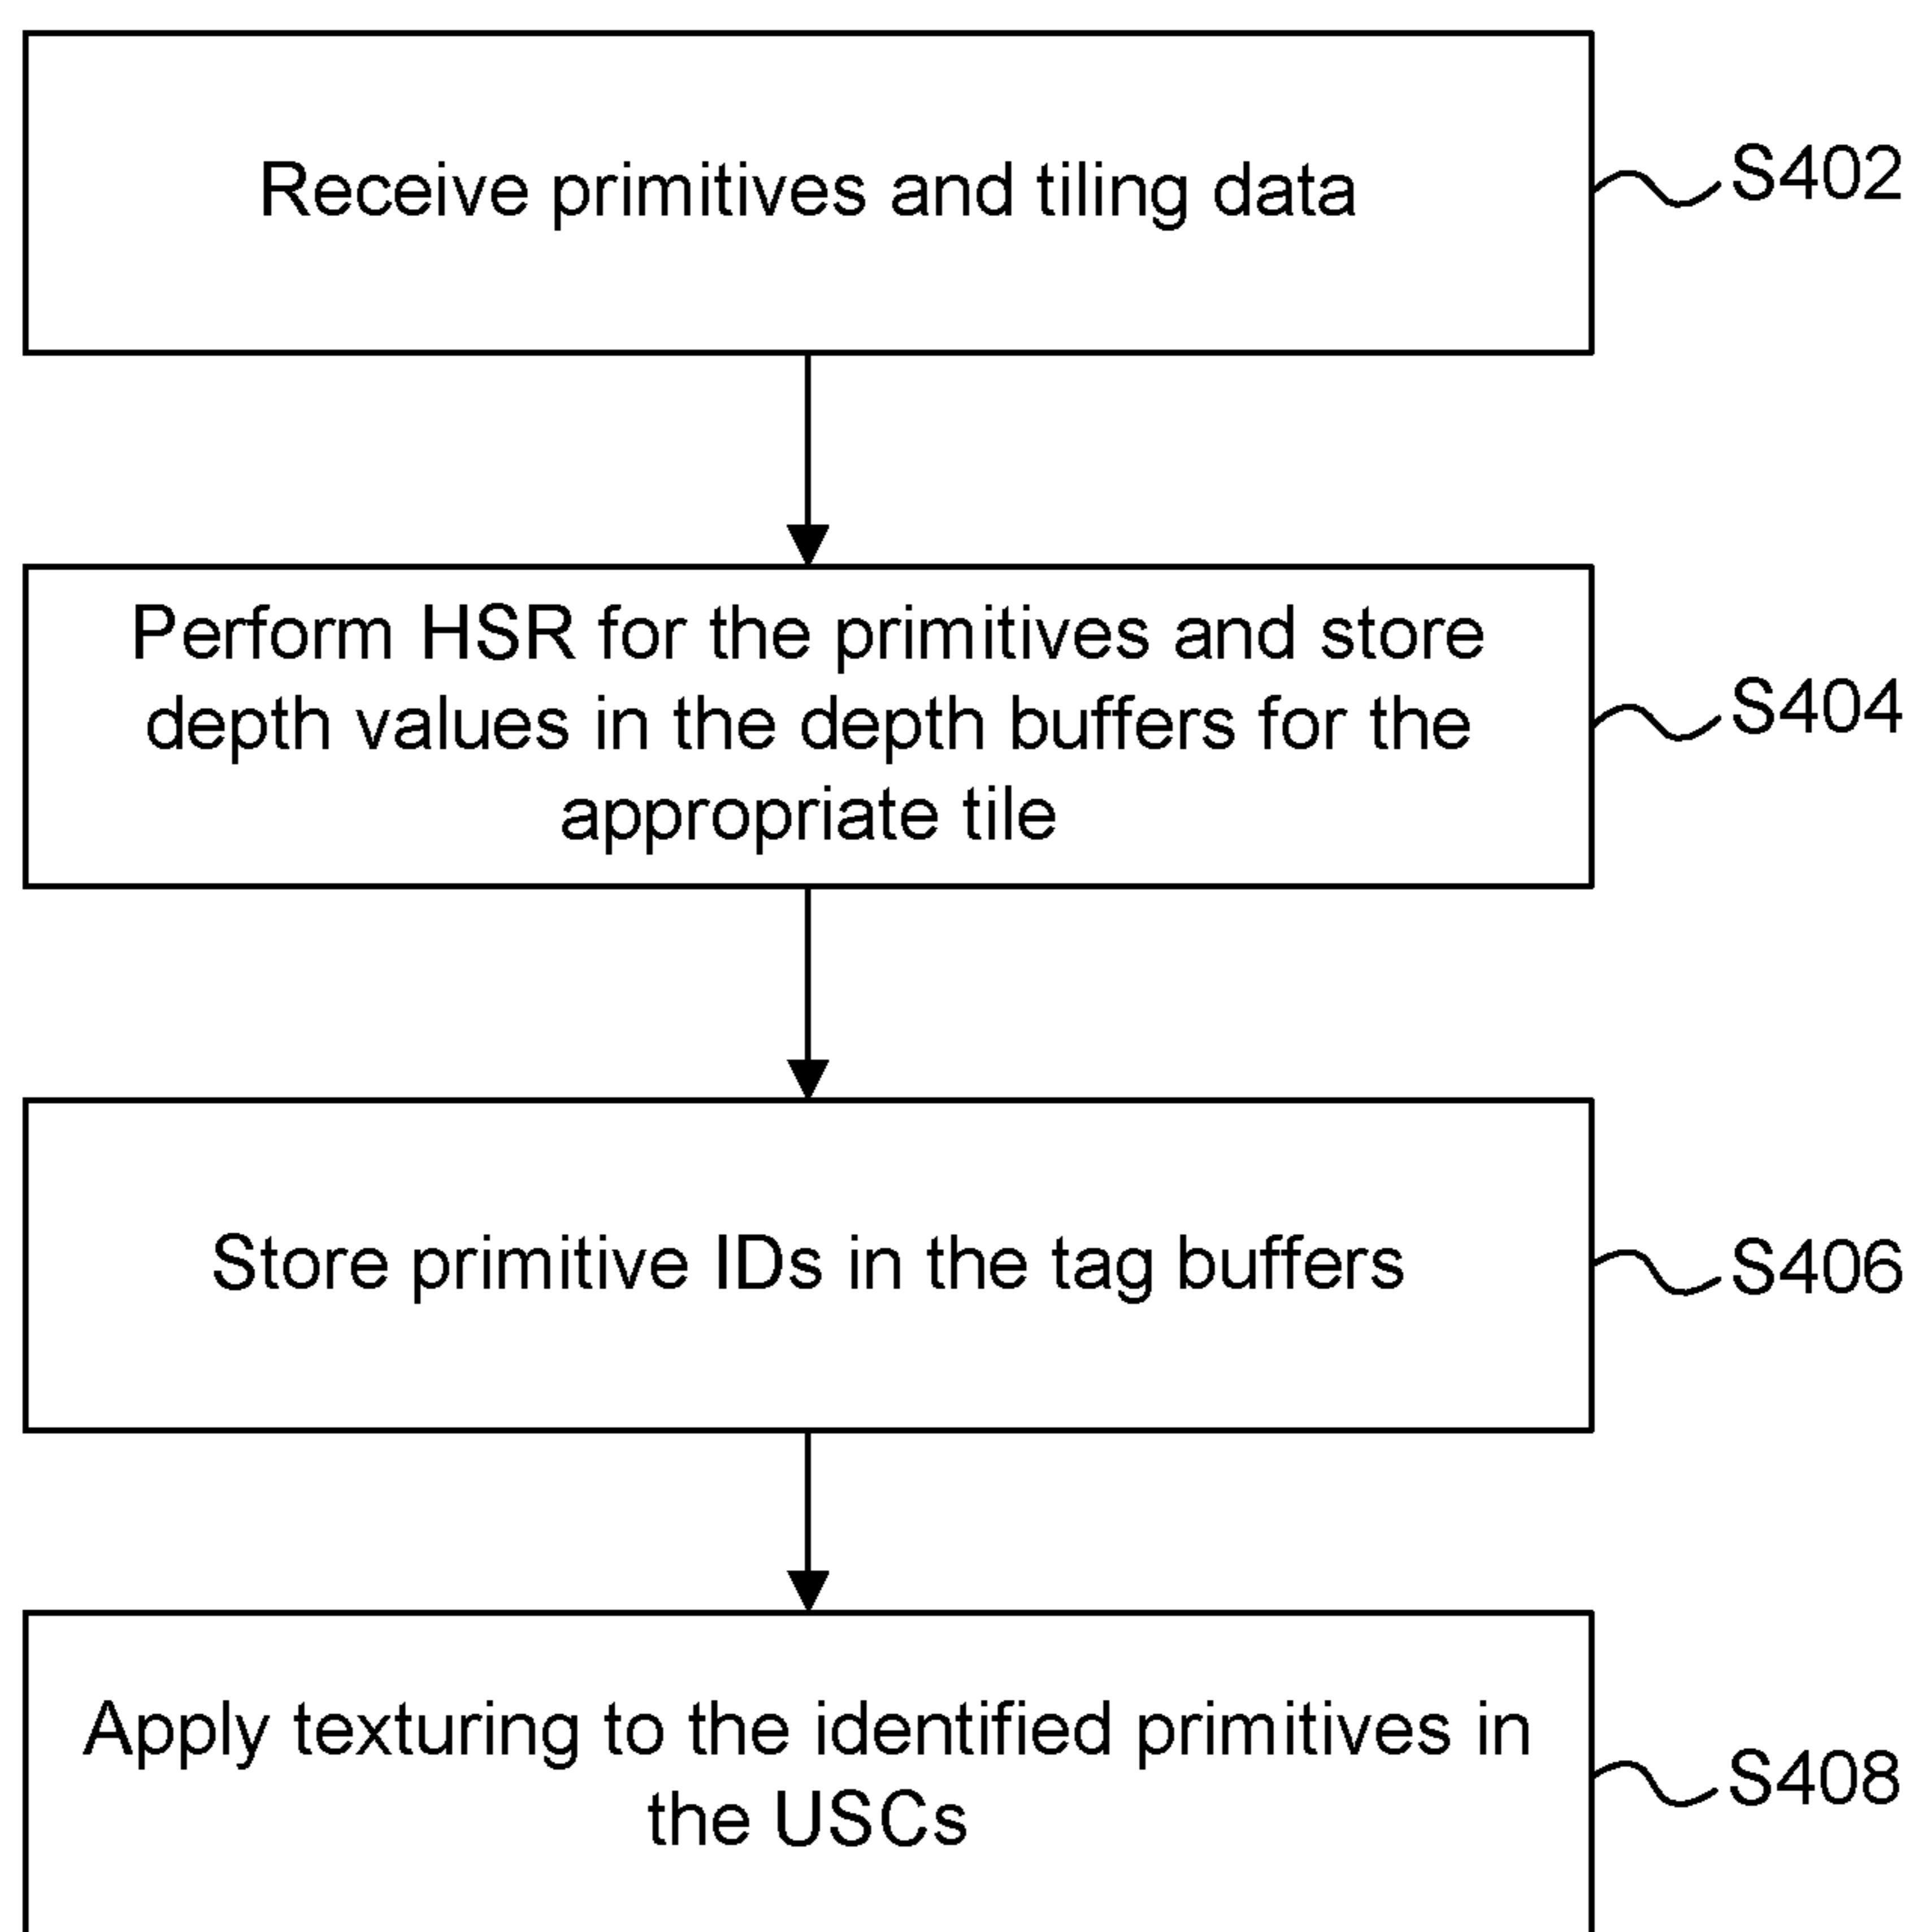 Receive primitives and tiling data
S402
Perform HSR for the primitives and store
depth values in the depth buffers for the
appropriate tile
S404
Store primitive IDs in the tag buffers
S406
Apply texturing to the identified primitives in
the USCs
S408